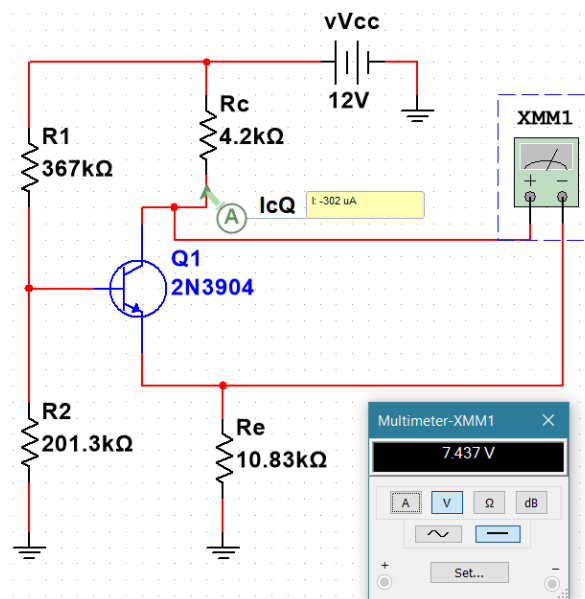 vVcc
12V
Rc
4.2kΩ
XMM1
+ −
R1
367kΩ
A
IcQ
I: -302 uA
Q1
2N3904
R2
201.3kΩ
Re
10.83kΩ
Multimeter-XMM1
7.437 V
A V Ω dB
Set...
+ −